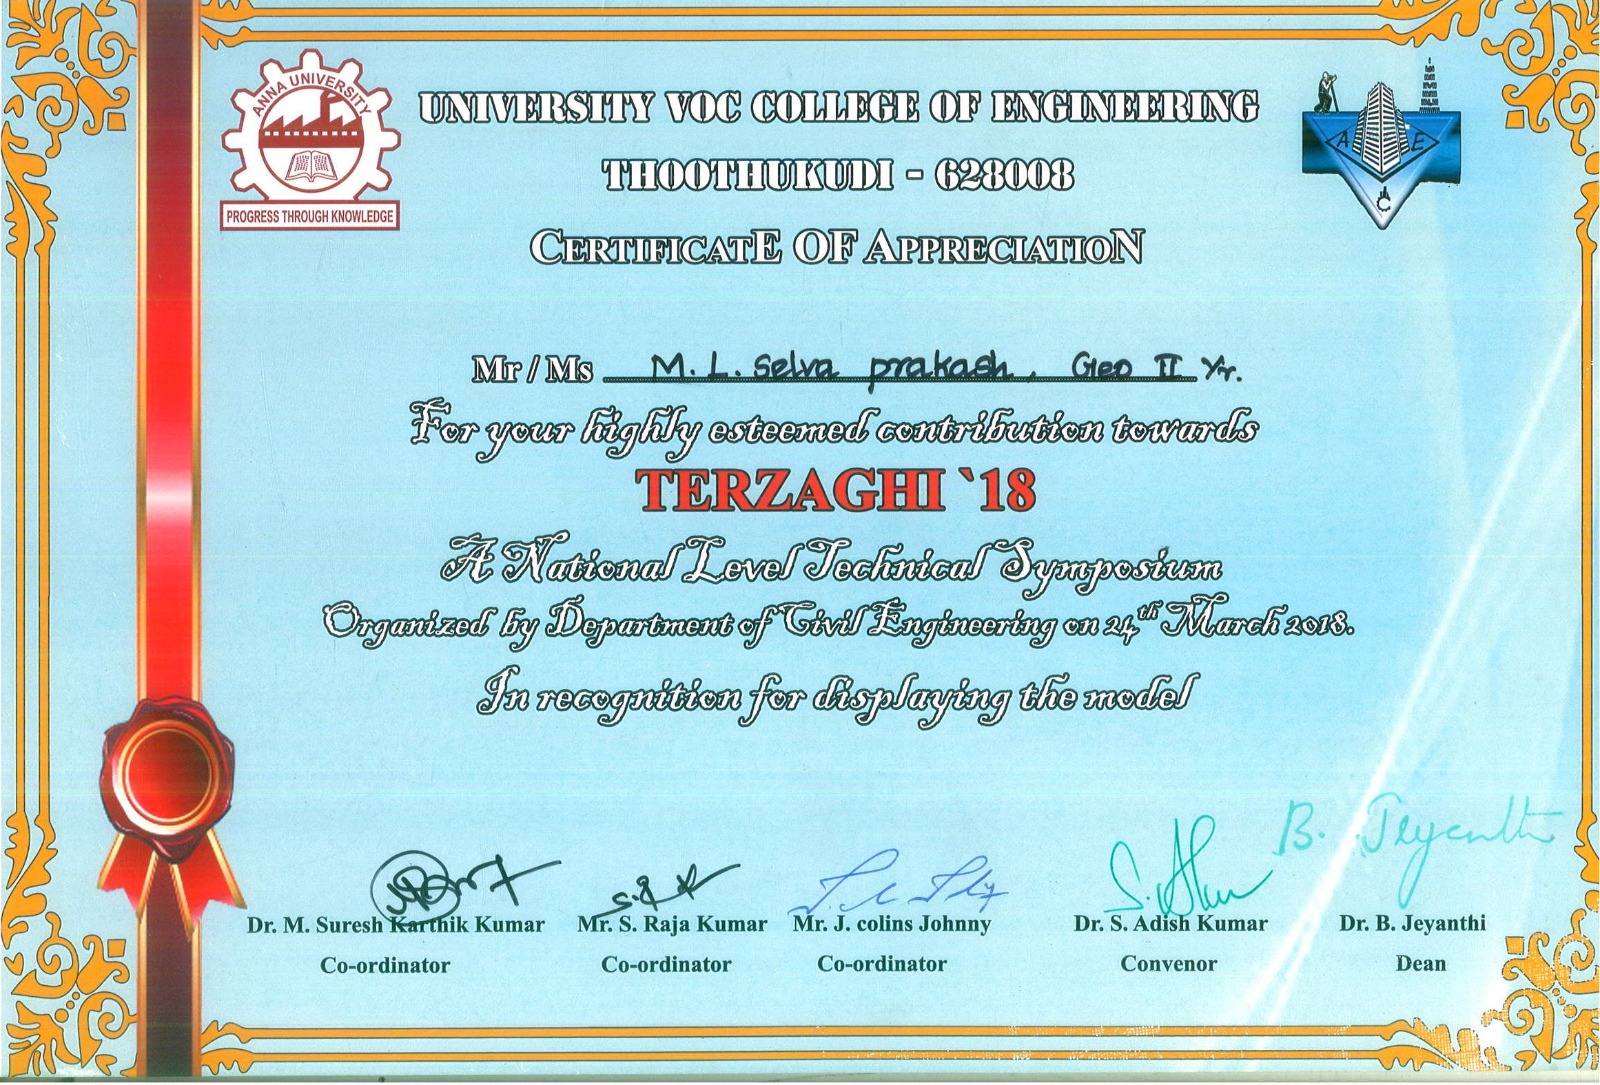 ANNA UNIVERSITY
PROGRESS THROUGH KNOWLEDGE
UNIVERSITY VOC COLLEGE OF ENGINEERING
THOOTHUKUDI - 628008
A E
C
CERTIFICATE OF APPRECIATION
Mr / Ms M. L. Selva prakash, Geo II Yr.
For your highly esteemed contribution towards
TERZAGHI `18
A National Level Technical Symposium
Organized by Department of Civil Engineering on 24th March 2018.
In recognition for displaying the model
B. Jeyanthi
Dr. M. Suresh Karthik Kumar Mr. S. Raja Kumar Mr. J. colins Johnny Dr. S. Adish Kumar Dr. B. Jeyanthi
Co-ordinator Co-ordinator Co-ordinator Convenor Dean